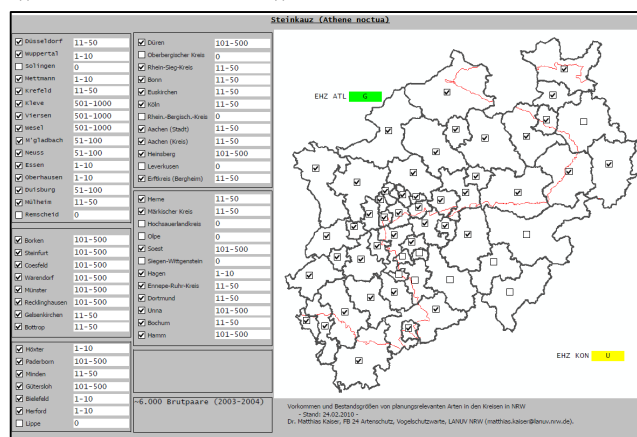 Steinkauz (Athene noctua)
Düsseldorf 11-50
Wuppertal 1-10
Solingen 0
Mettmann 1-10
Krefeld 11-50
Kleve 501-1000
Viersen 501-1000
Wesel 501-1000
M'gladbach 51-100
Neuss 51-100
Essen 1-10
Oberhausen 1-10
Duisburg 51-100
Mülheim 11-50
Remscheid 0
Borken 101-500
Steinfurt 101-500
Coesfeld 101-500
Warendorf 101-500
Münster 101-500
Recklinghausen 101-500
Gelsenkirchen 11-50
Bottrop 11-50
Höxter 1-10
Paderborn 101-500
Minden 11-50
Gütersloh 101-500
Bielefeld 1-10
Herford 1-10
Lippe 0
Düren 101-500
Oberbergischer Kreis 0
Rhein-Sieg-Kreis 11-50
Bonn 11-50
Euskirchen 11-50
Köln 11-50
Rhein.-Bergisch.-Kreis 0
Aachen (Stadt) 11-50
Aachen (Kreis) 11-50
Heinsberg 101-500
Leverkusen 0
Erftkreis (Bergheim) 11-50
Herne 11-50
Märkischer Kreis 11-50
Hochsauerlandkreis 0
Olpe 0
Soest 101-500
Siegen-Wittgenstein 0
Hagen 1-10
Ennepe-Ruhr-Kreis 11-50
Dortmund 11-50
Unna 101-500
Bochum 11-50
Hamm 101-500
~6.000 Brutpaare (2003-2004)
EHZ ATL G
EHZ KON U
Vorkommen und Bestandsgrößen von planungsrelevanten Arten in den Kreisen in NRW
- Stand: 24.02.2010 -
Dr. Matthias Kaiser, FB 24 Artenschutz, Vogelschutzwarte, LANUV NRW (matthias.kaiser@lanuv.nrw.de).